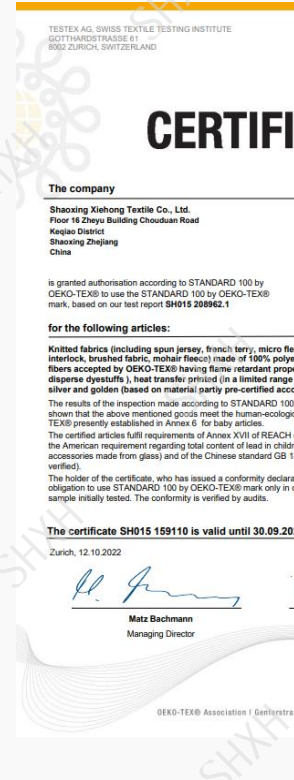 TESTEX AG, SWISS TEXTILE TESTING INSTITUTE
GOTTHARDSTRASSE 61
8002 ZURICH, SWITZERLAND
CERTIFI
The company
Shaoxing Xiehong Textile Co., Ltd.
Floor 16 Zheyu Building Chouduan Road
Keqiao District
Shaoxing Zhejiang
China
is granted authorisation according to STANDARD 100 by
OEKO-TEX® to use the STANDARD 100 by OEKO-TEX®
mark, based on our test report SH015 208962.1
for the following articles:
Knitted fabrics (including spun jersey, french terry, micro fle
interlock, brushed fabric, mohair fleece) made of 100% polye
fibers accepted by OEKO-TEX® having flame retardant prope
disperse dyestuffs ), heat transfer printed (in a limited range
silver and golden (based on material partiy pre-certified acco
The results of the inspection made according to STANDARD 100
shown that the above mentioned goods meet the human-ecologic
TEX® presently established in Annex 6 for baby articles.
The certified articles fulfil requirements of Annex XVII of REACH
the American requirement regarding total content of lead in childr
accessories made from glass) and of the Chinese standard GB 1
verified).
The holder of the certificate, who has issued a conformity declara
obligation to use STANDARD 100 by OEKO-TEX® mark only in c
sample initially tested. The conformity is verified by audits.
The certificate SH015 159110 is valid until 30.09.202
Zurich, 12.10.2022
Matz Bachmann
Managing Director
OEKO-TEX® Association | Genferstra
SHXH
SHXH
SHXH
SHXH